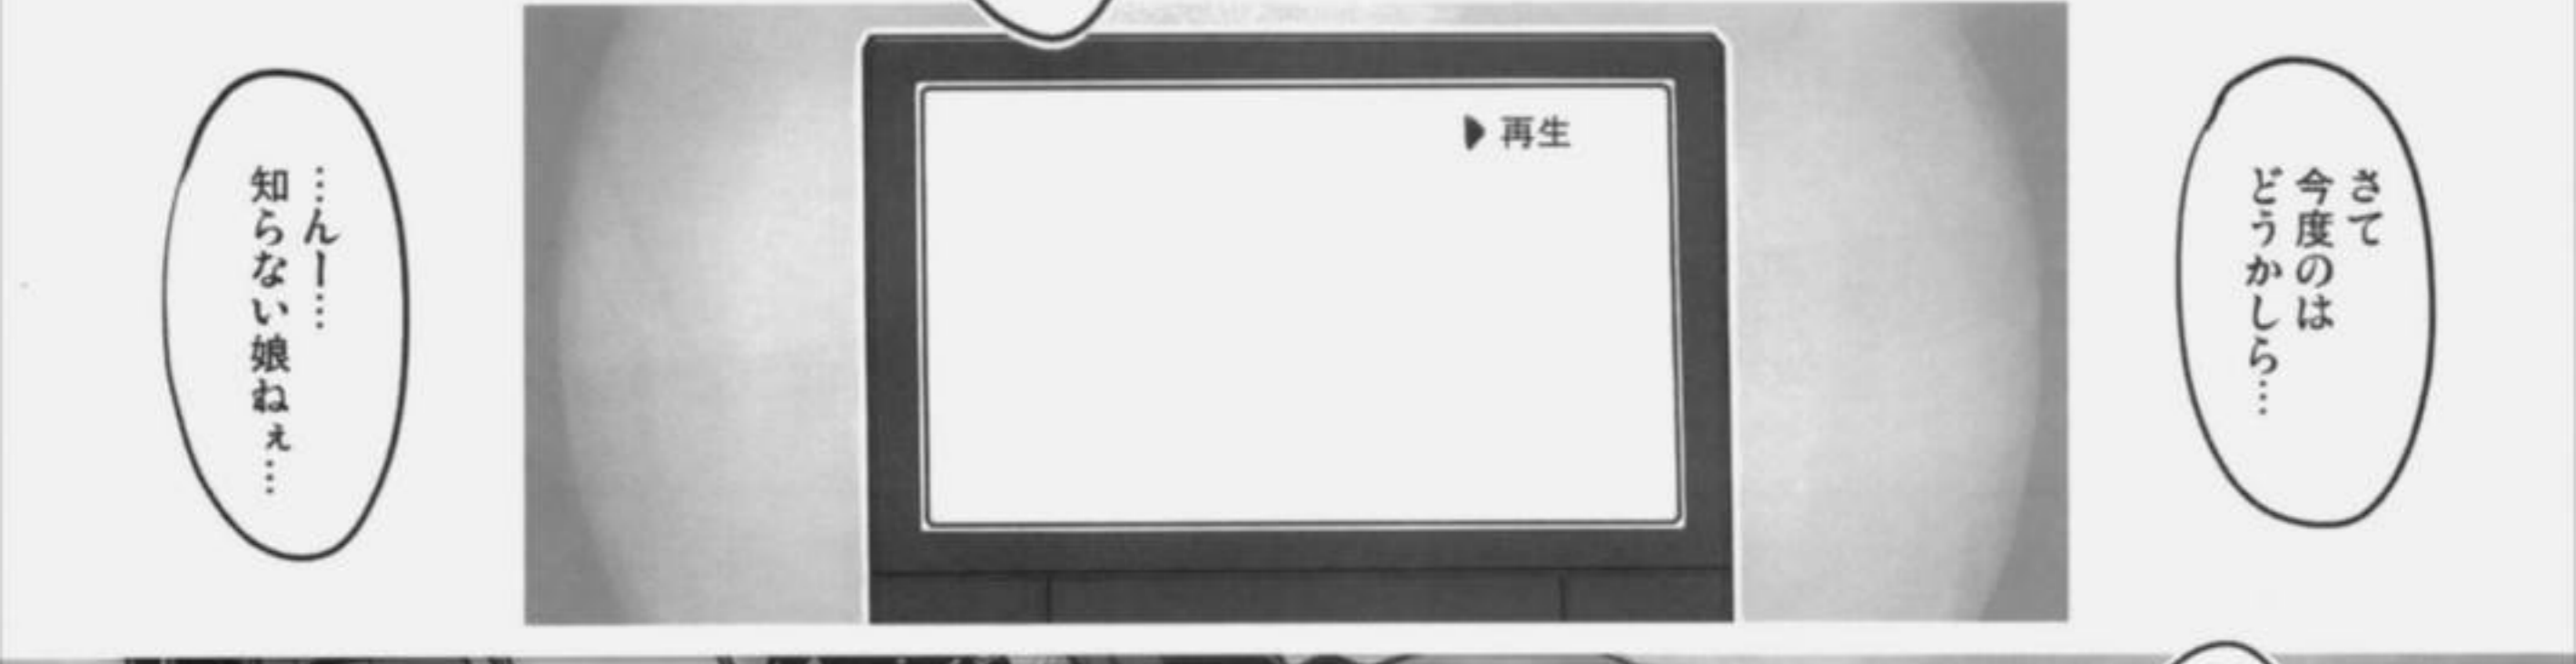 さて
今度のは
どうかしら…
▶再生
…んー…
知らない娘ねぇ…